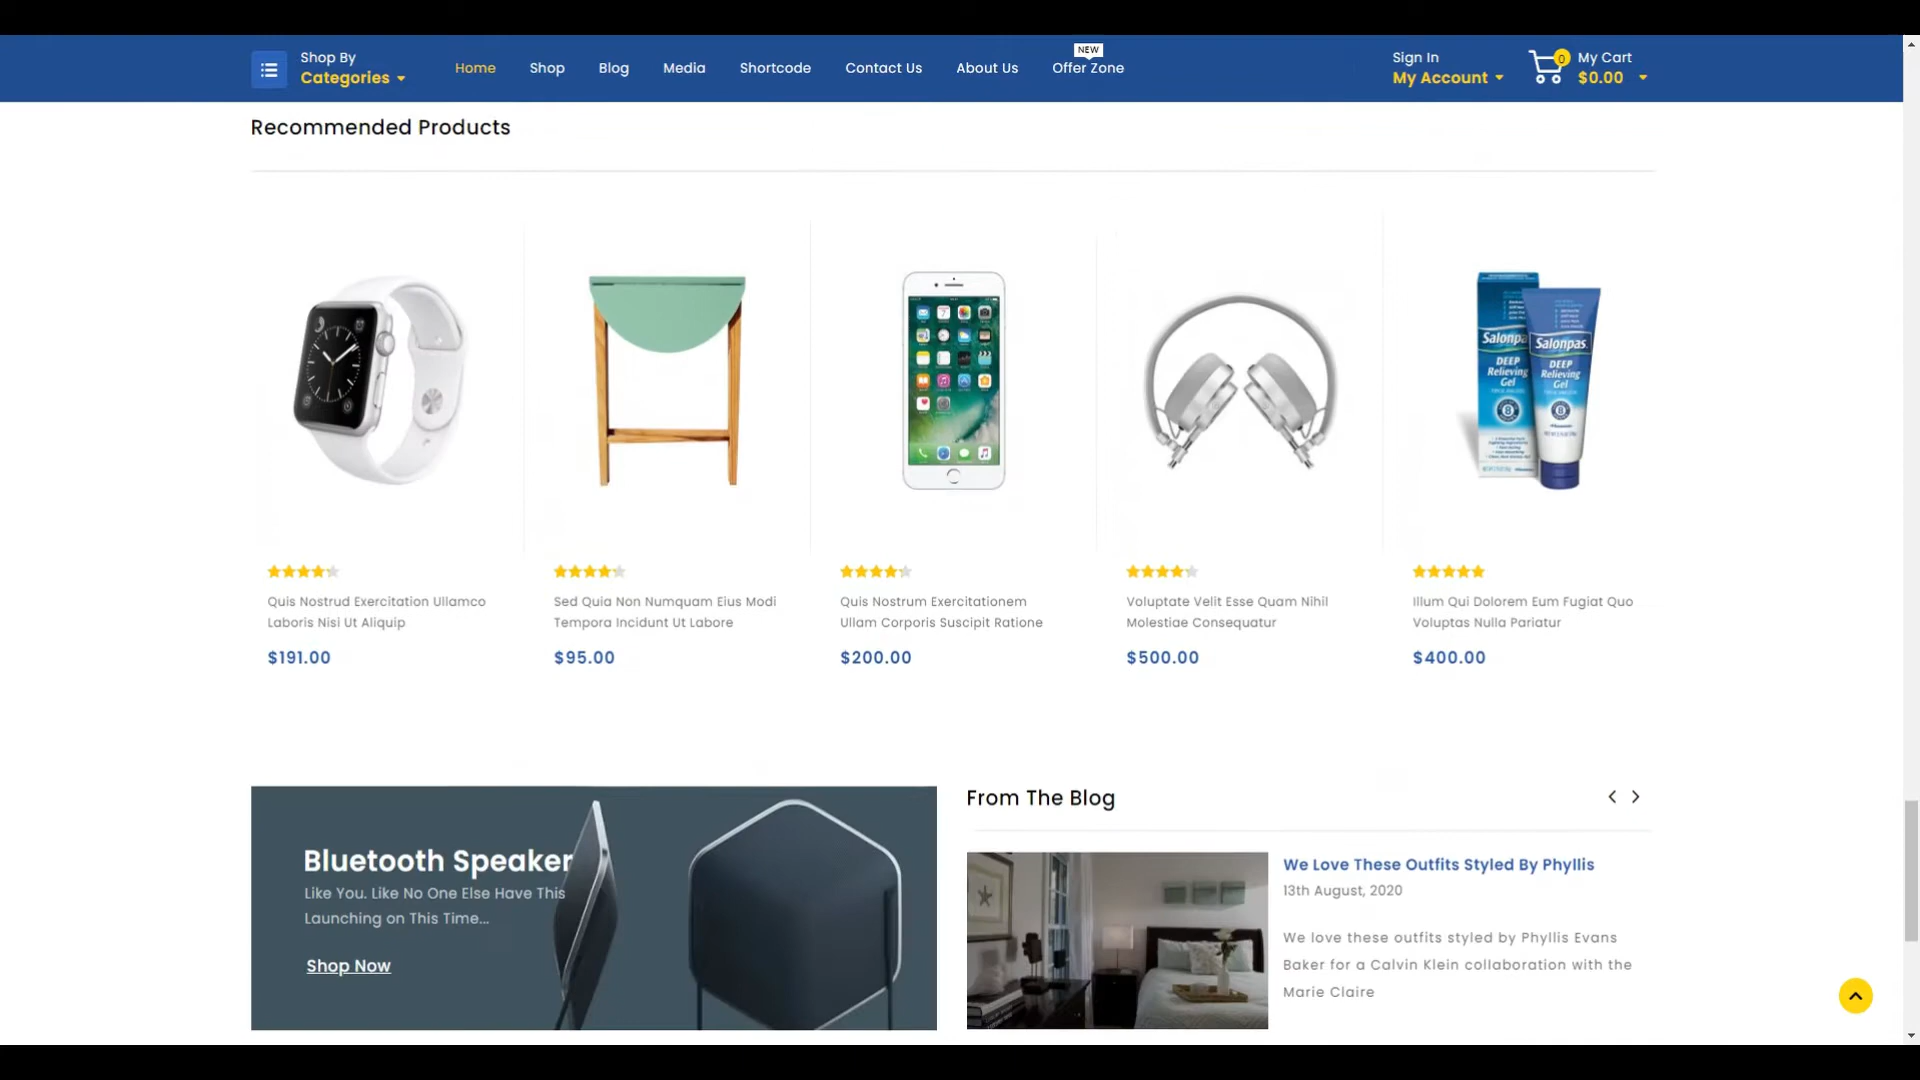 Shop By
Categories
Home
Shop
Blog
Media
Shortcode
Contact Us
About Us
NEW
Offer Zone
Sign In
My Account
0
My Cart
$0.00
Recommended Products
Salonpas
DEEP
Relieving
Gel
Salonpas
DEEP
Relieving
Gel
Quis Nostrud Exercitation Ullamco
Laboris Nisi Ut Aliquip
$191.00
Sed Quia Non Numquam Eius Modi
Tempora Incidunt Ut Labore
$95.00
Quis Nostrum Exercitationem
Ullam Corporis Suscipit Ratione
$200.00
Voluptate Velit Esse Quam Nihil
Molestiae Consequatur
$500.00
Illum Qui Dolorem Eum Fugiat Quo
Voluptas Nulla Pariatur
$400.00
Bluetooth Speaker
Like You. Like No One Else Have This
Launching on This Time...
Shop Now
From The Blog
We Love These Outfits Styled By Phyllis
13th August, 2020
We love these outfits styled by Phyllis Evans
Baker for a Calvin Klein collaboration with the
Marie Claire